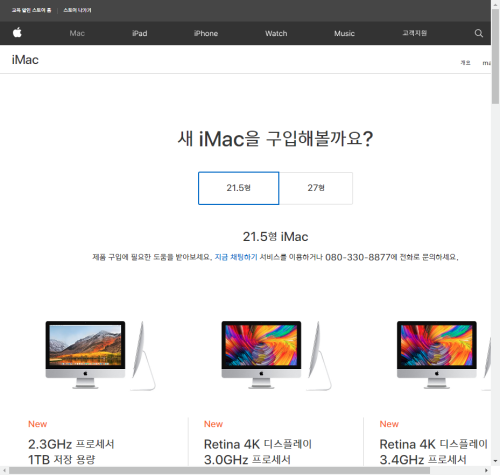 교육 할인 스토어 홈 스토어 나가기
Mac iPad iPhone Watch Music 고객지원
iMac
개요
새 iMac을 구입해볼까요?
21.5형 27형
21.5형 iMac
제품 구입에 필요한 도움을 받아보세요. 지금 채팅하기 서비스를 이용하거나 080-330-8877에 전화로 문의하세요.
New New New
2.3GHz 프로세서 Retina 4K 디스플레이 Retina 4K 디스
1TB 저장 용량 3.0GHz 프로세서 3.4GHz 프로세서